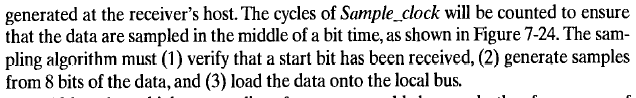 generated at the receiver's host. The cycles of Sample_clock will be counted to ensure
that the data are sampled in the middle of a bit time, as shown in Figure 7-24. The sam-
pling algorithm must (1) verify that a start bit has been received, (2) generate samples
from 8 bits of the data, and (3) load the data onto the local bus.